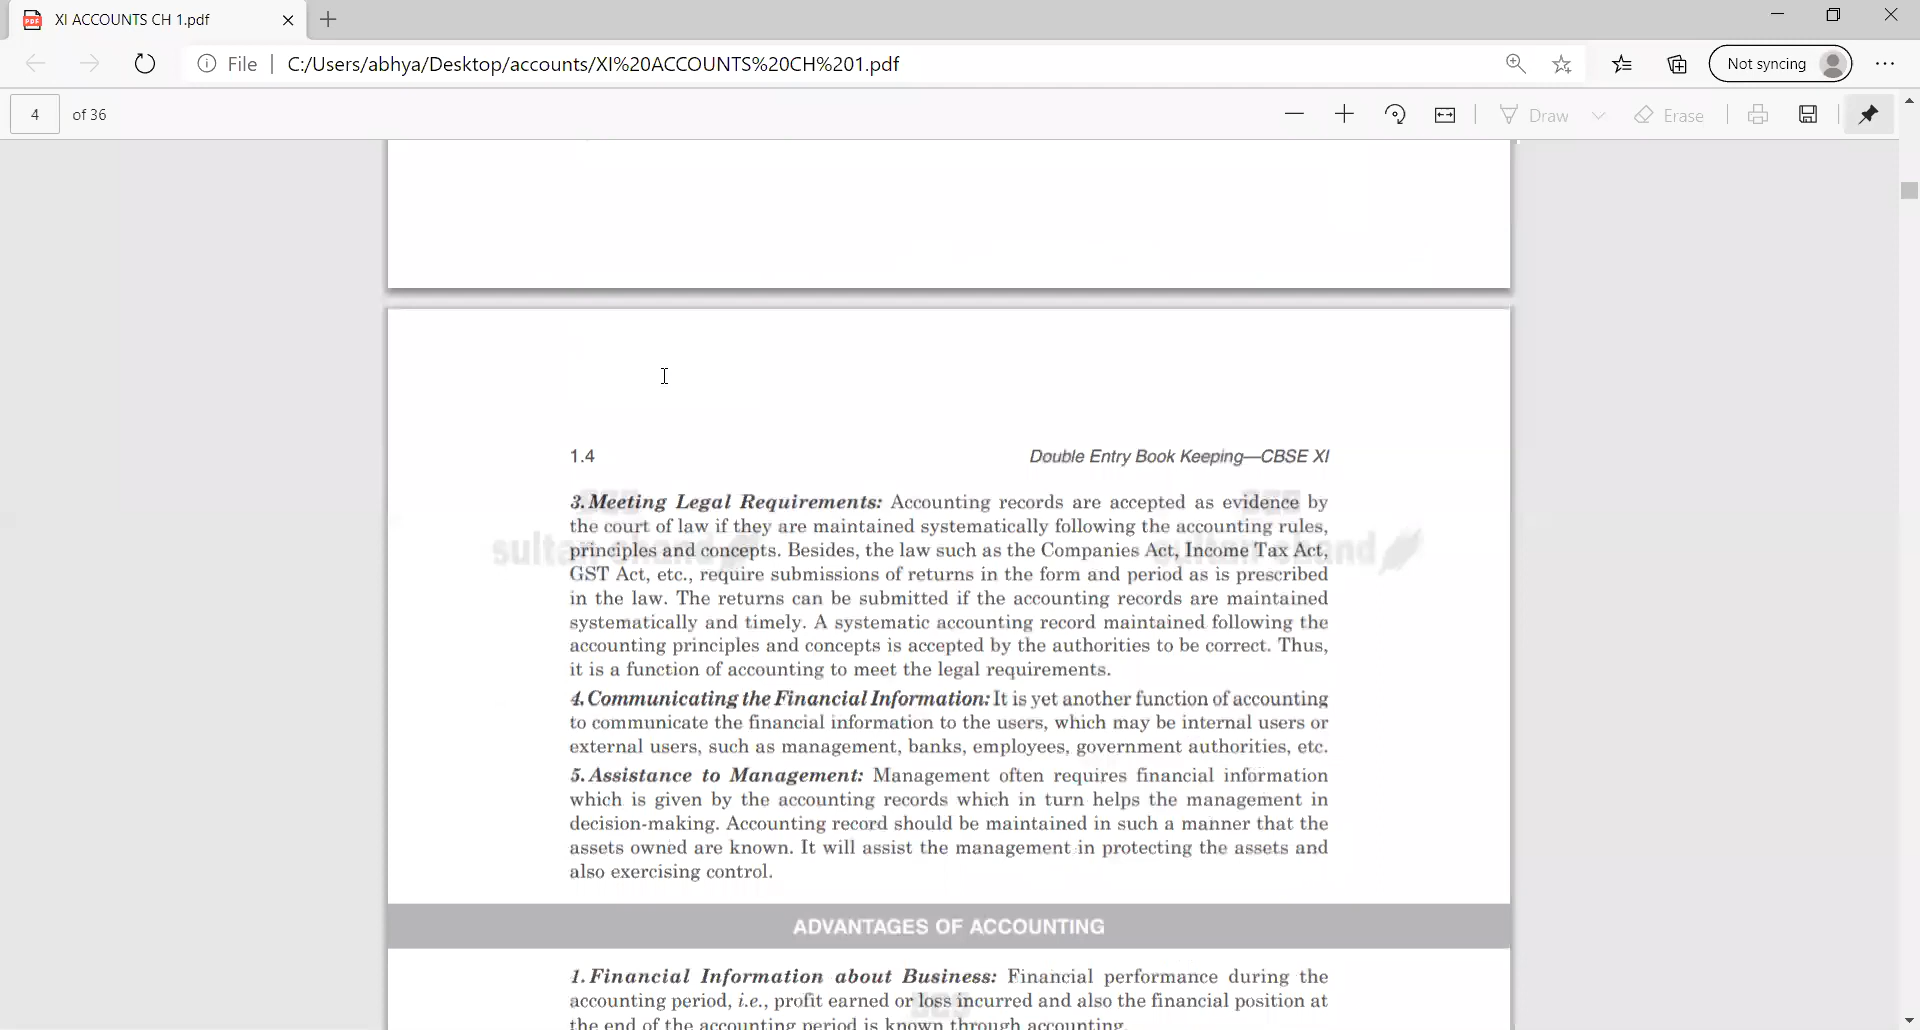 XI ACCOUNTS CH 1.pdf
File | C:/Users/abhya/Desktop/accounts/XI%20ACCOUNTS%20CH%201.pdf
Not syncing
4 of 36
Draw
Erase
1.4 Double Entry Book Keeping—CBSE XI
3. Meeting Legal Requirements: Accounting records are accepted as evidence by
the court of law if they are maintained systematically following the accounting rules,
principles and concepts. Besides, the law such as the Companies Act, Income Tax Act,
GST Act, etc., require submissions of returns in the form and period as is prescribed
in the law. The returns can be submitted if the accounting records are maintained
systematically and timely. A systematic accounting record maintained following the
accounting principles and concepts is accepted by the authorities to be correct. Thus,
it is a function of accounting to meet the legal requirements.
4. Communicating the Financial Information: It is yet another function of accounting
to communicate the financial information to the users, which may be internal users or
external users, such as management, banks, employees, government authorities, etc.
5. Assistance to Management: Management often requires financial information
which is given by the accounting records which in turn helps the management in
decision-making. Accounting record should be maintained in such a manner that the
assets owned are known. It will assist the management in protecting the assets and
also exercising control.
ADVANTAGES OF ACCOUNTING
1. Financial Information about Business: Financial performance during the
accounting period, i.e., profit earned or loss incurred and also the financial position at
the end of the accounting period is known through accounting.